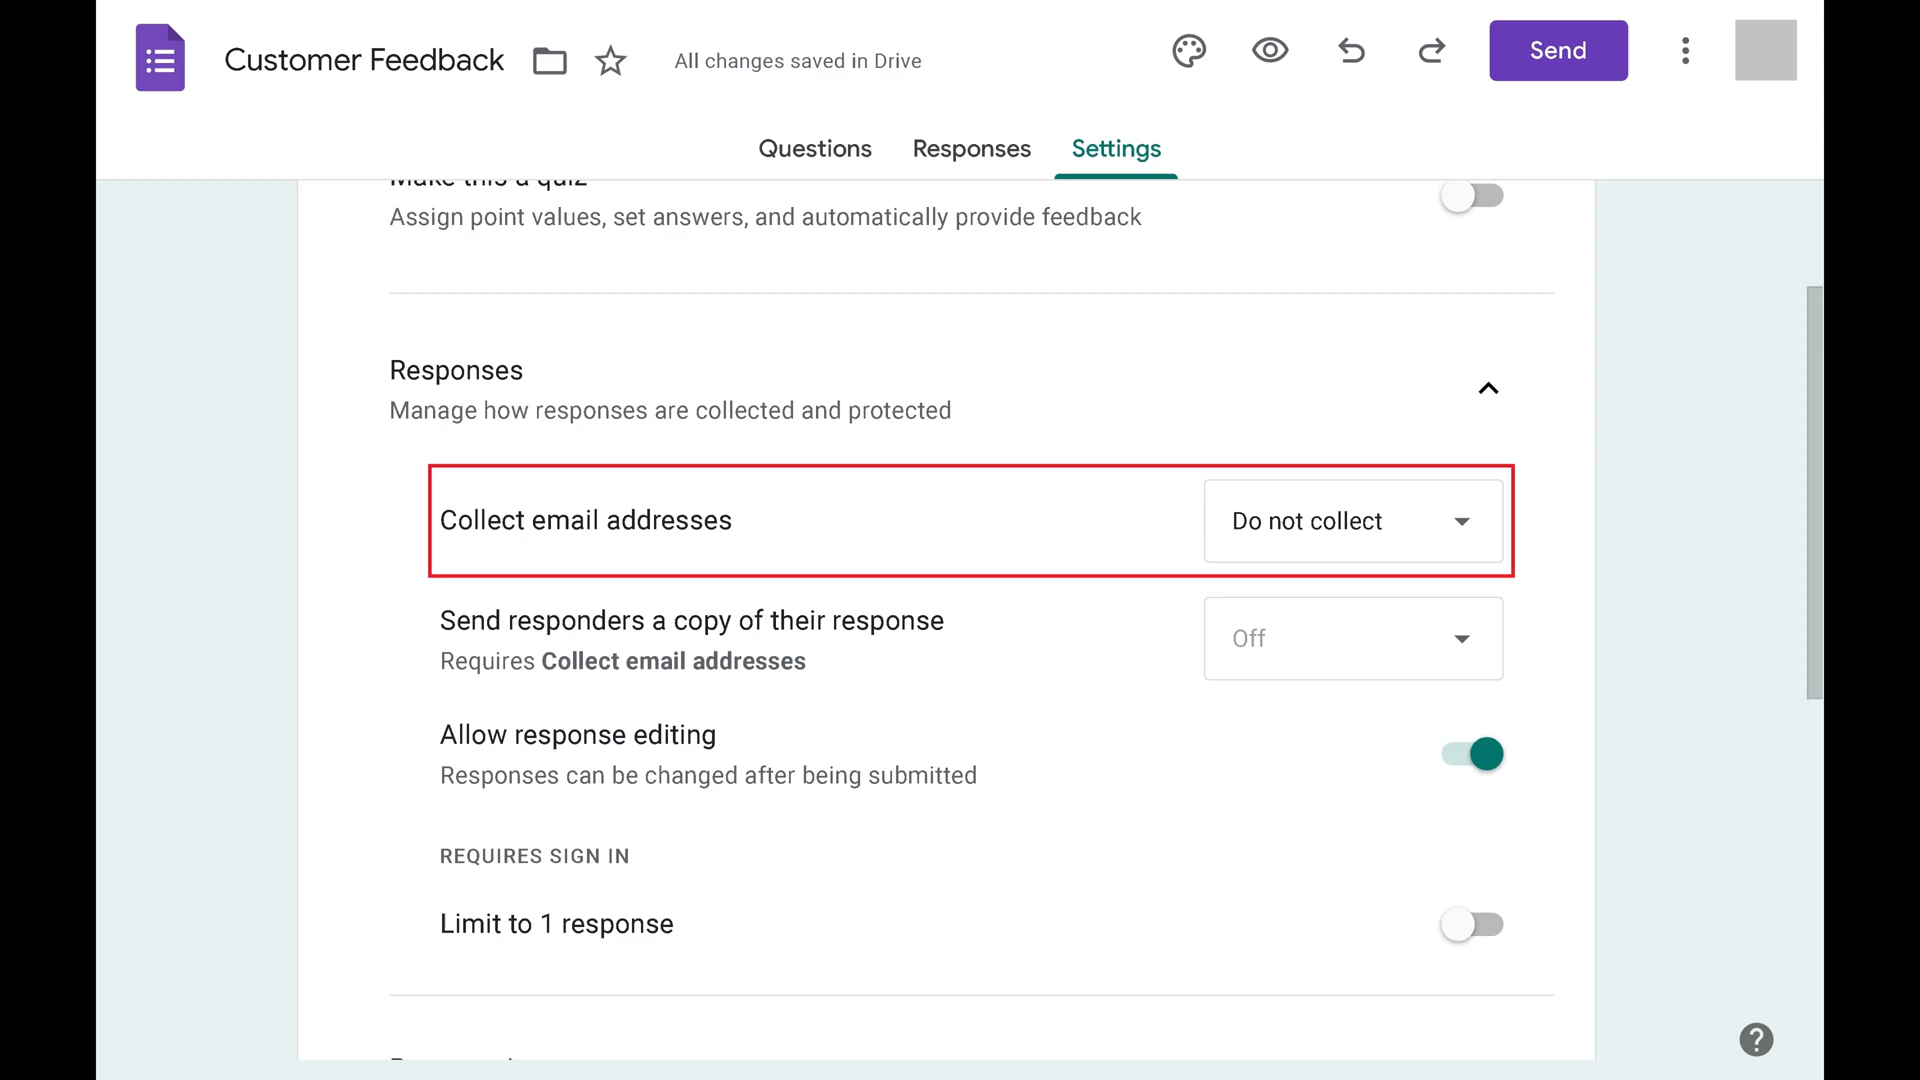 Customer Feedback
All changes saved in Drive
Send
Questions
Responses
Settings
Make this a quiz
Assign point values, set answers, and automatically provide feedback
Responses
Manage how responses are collected and protected
Collect email addresses
Do not collect
Send responders a copy of their response
Off
Requires Collect email addresses
Allow response editing
Responses can be changed after being submitted
REQUIRES SIGN IN
Limit to 1 response